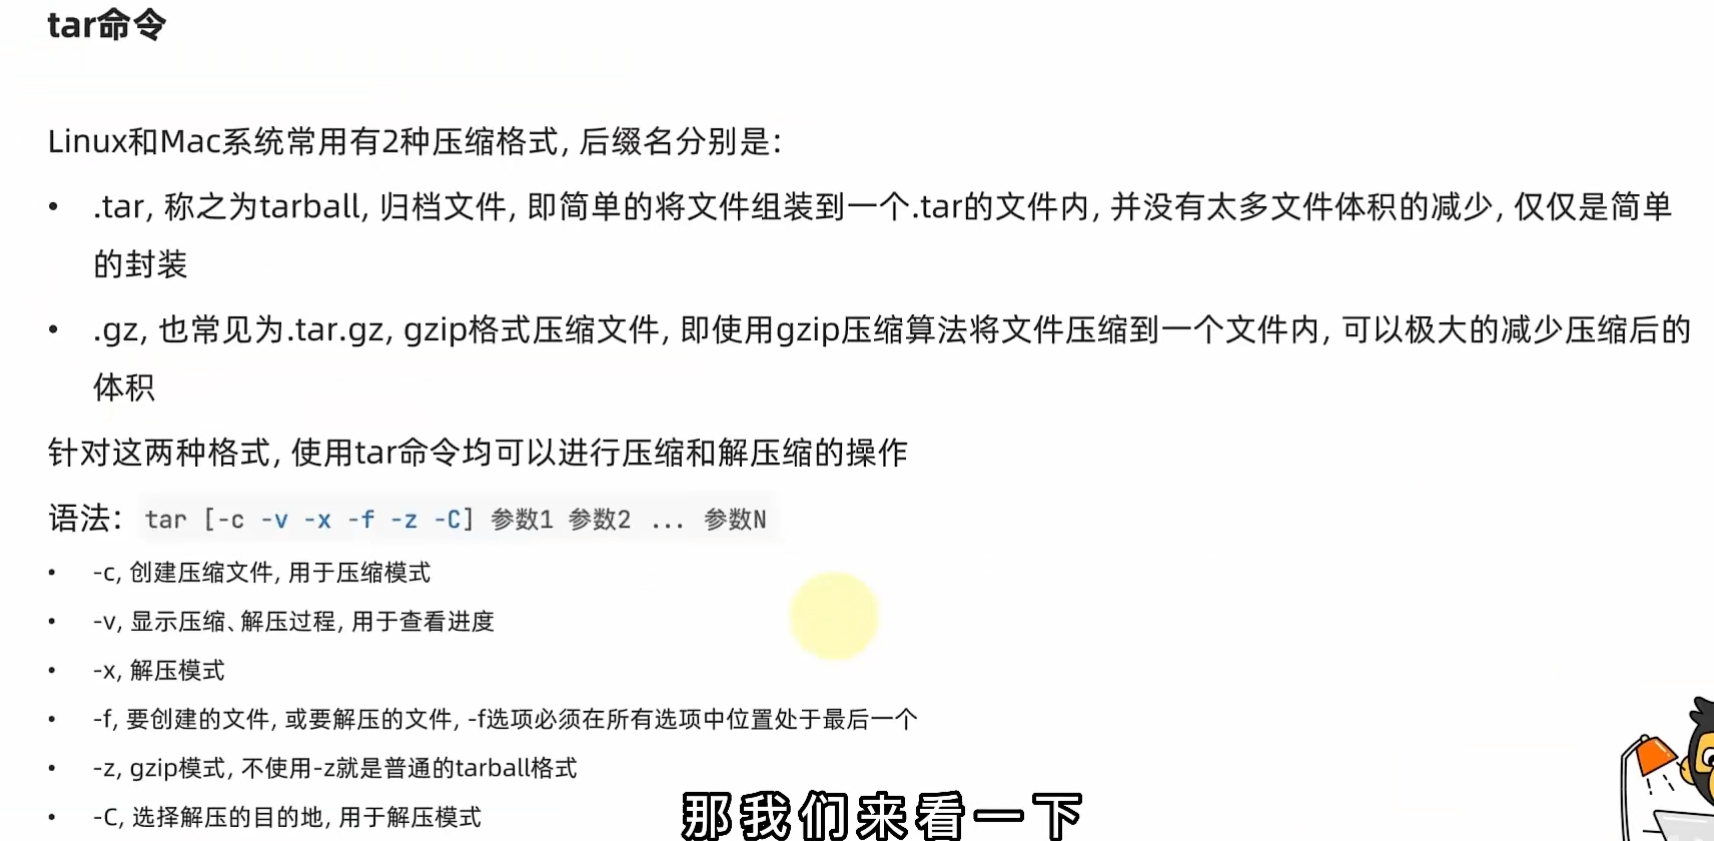 tar命令
Linux和Mac系统常用有2种压缩格式, 后缀名分别是:
• .tar, 称之为tarball, 归档文件, 即简单的将文件组装到一个.tar的文件内, 并没有太多文件体积的减少, 仅仅是简单
的封装
• .gz, 也常见为.tar.gz, gzip格式压缩文件, 即使用gzip压缩算法将文件压缩到一个文件内, 可以极大的减少压缩后的
体积
针对这两种格式, 使用tar命令均可以进行压缩和解压缩的操作
语法: tar [-c -v -x -f -z -C] 参数1 参数2 ... 参数N
• -c, 创建压缩文件, 用于压缩模式
• -v, 显示压缩、解压过程, 用于查看进度
• -x, 解压模式
• -f, 要创建的文件, 或要解压的文件, -f选项必须在所有选项中位置处于最后一个
• -z, gzip模式, 不使用-z就是普通的tarball格式
• -C, 选择解压的目的地, 用于解压模式
那我们来看一下